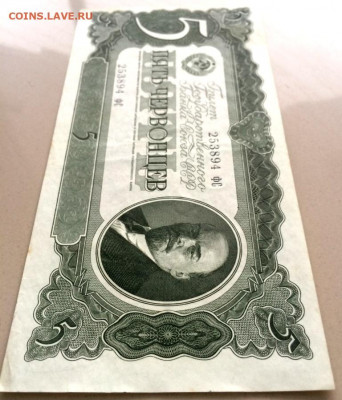 COINS.LAVE.RU
5
ПЯТЬ ЧЕРВОНЦЕВ
253894 ФС
5
Билет
Государственного
Банка СССР
253894 ФС
5
5